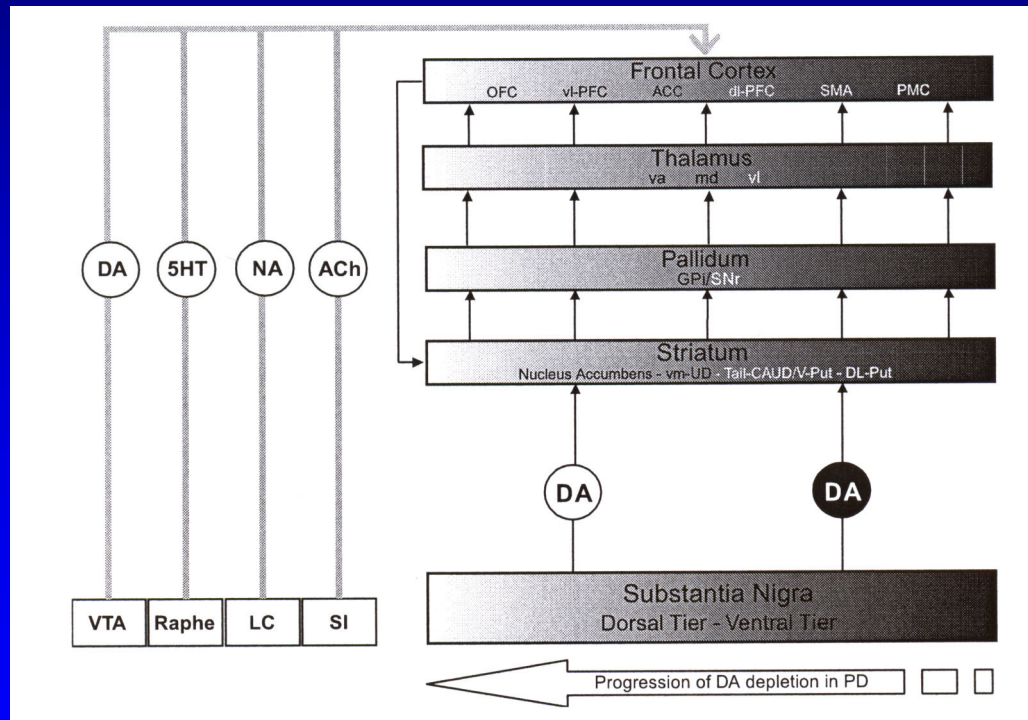 Frontal Cortex
OFC vl-PFC ACC dl-PFC SMA PMC
Thalamus
va md vl
DA 5HT NA ACh
Pallidum
GPi/SNr
Striatum
Nucleus Accumbens - vm-UD - Tail-CAUD/V-Put - DL-Put
DA DA
Substantia Nigra
Dorsal Tier - Ventral Tier
VTA Raphe LC SI
Progression of DA depletion in PD